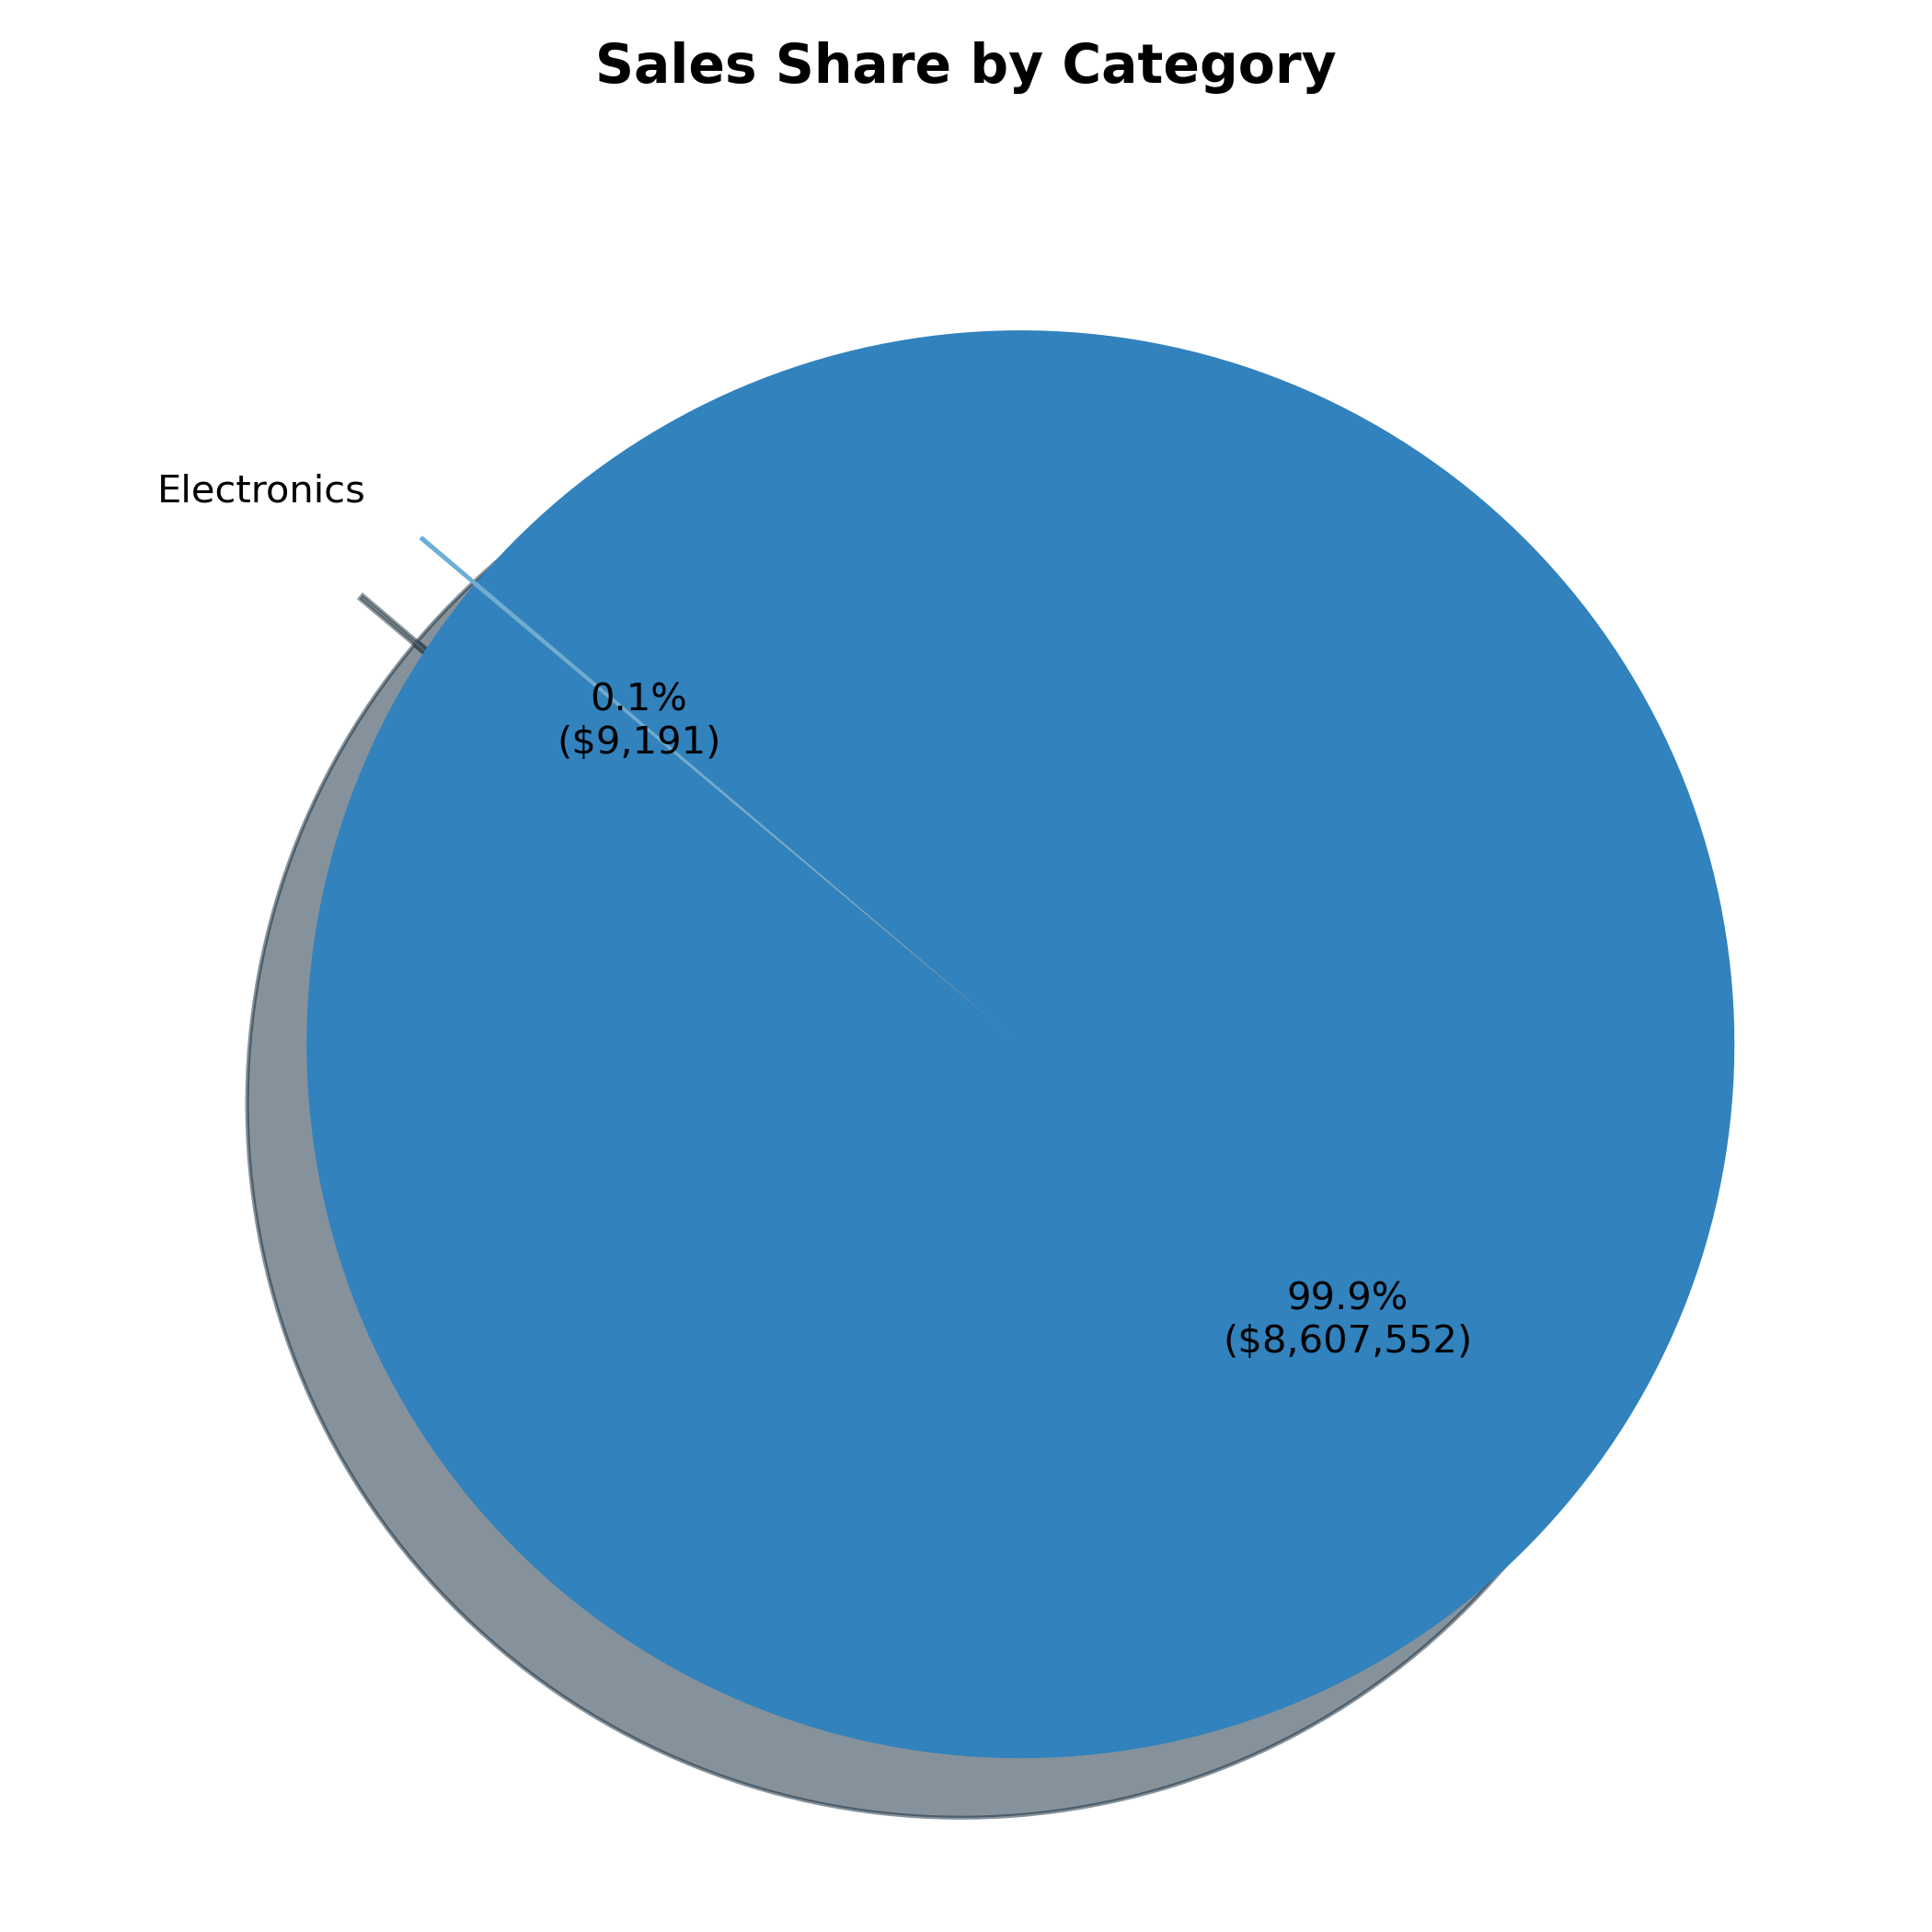 Sales Share by Category
Electronics
0.1%
($9,191)
99.9%
($8,607,552)